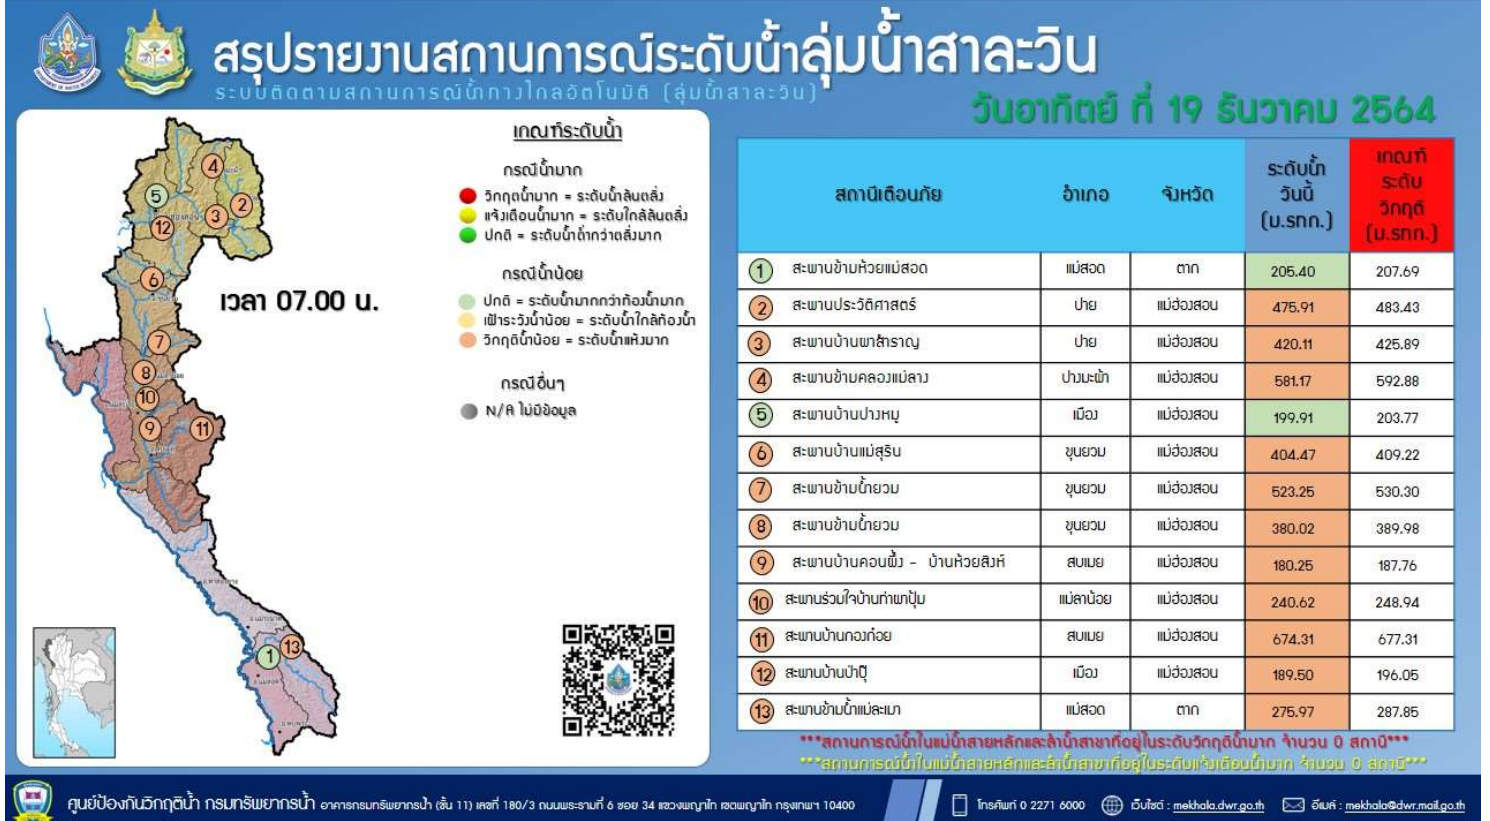 สรุปรายงานสถานการณ์ระดับน้ำลุ่มน้ำสาละวิน
ระบบติดตามสถานการณ์น้ำทางไกลอัตโนมัติ (ลุ่มน้ำสาละวิน)
วันอาทิตย์ ที่ 19 ธันวาคม 2564
เวลา 07.00 น.
เกณฑ์ระดับน้ำ
กรณีน้ำมาก
วิกฤติน้ำมาก = ระดับน้ำล้นตลิ่ง
แจ้งเตือนน้ำมาก = ระดับใกล้ล้นตลิ่ง
ปกติ = ระดับน้ำต่ำกว่าตลิ่งมาก
กรณีน้ำน้อย
ปกติ = ระดับน้ำมากกว่าท้องน้ำมาก
เฝ้าระวังน้ำน้อย = ระดับน้ำใกล้ท้องน้ำ
วิกฤติน้ำน้อย = ระดับน้ำแห้งมาก
กรณีอื่นๆ
N/A ไม่มีข้อมูล
4
5
2
3
12
6
7
8
10
9
11
13
1
สถานีเตือนภัย อำเภอ จังหวัด ระดับน้ำวันนี้ (ม.รทก.) เกณฑ์ระดับวิกฤติ (ม.รทก.)
1 สะพานข้ามห้วยแม่สอด แม่สอด ตาก 205.40 207.69
2 สะพานประวัติศาสตร์ ปาย แม่ฮ่องสอน 475.91 483.43
3 สะพานบ้านผาสำราญ ปาย แม่ฮ่องสอน 420.11 425.89
4 สะพานข้ามคลองแม่ลาง ปางมะผ้า แม่ฮ่องสอน 581.17 592.88
5 สะพานบ้านปางหมู เมือง แม่ฮ่องสอน 199.91 203.77
6 สะพานบ้านแม่สุริน ขุนยวม แม่ฮ่องสอน 404.47 409.22
7 สะพานข้ามน้ำยวม ขุนยวม แม่ฮ่องสอน 523.25 530.30
8 สะพานข้ามน้ำยวม ขุนยวม แม่ฮ่องสอน 380.02 389.98
9 สะพานบ้านคอนผึ้ง - บ้านห้วยสิงห์ สบเมย แม่ฮ่องสอน 180.25 187.76
10 สะพานร่วมใจบ้านท่าผาปุ้ม แม่ลาน้อย แม่ฮ่องสอน 240.62 248.94
11 สะพานบ้านกองก๋อย สบเมย แม่ฮ่องสอน 674.31 677.31
12 สะพานบ้านป่าปุ๊ เมือง แม่ฮ่องสอน 189.50 196.05
13 สะพานข้ามน้ำแม่ละเมา แม่สอด ตาก 275.97 287.85
***สถานการณ์น้ำในแม่น้ำสายหลักและลำน้ำสาขาที่อยู่ในระดับวิกฤติน้ำมาก จำนวน 0 สถานี***
***สถานการณ์น้ำในแม่น้ำสายหลักและลำน้ำสาขาที่อยู่ในระดับแจ้งเตือนน้ำมาก จำนวน 0 สถานี***
ศูนย์ป้องกันวิกฤติน้ำ กรมทรัพยากรน้ำ อาคารกรมทรัพยากรน้ำ (ชั้น 11) เลขที่ 180/3 ถนนพระรามที่ 6 ซอย 34 แขวงพญาไท เขตพญาไท กรุงเทพฯ 10400 โทรศัพท์ 0 2271 6000 เว็บไซต์ : mekhala.dwr.go.th อีเมล์ : mekhala@dwr.mail.go.th